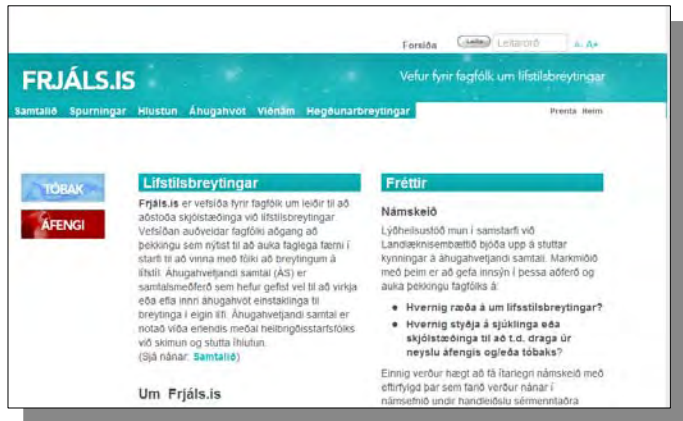 Forsíða Leita Leitarorð A- A+
FRJÁLS.IS
Vefur fyrir fagfólk um lífstílsbreytingar
Samtalið Spurningar Hlustun Áhugahvöt Viðnám Hegðunarbreytingar
Prenta Heim
TÓBAK
ÁFENGI
Lífstílsbreytingar
Frjáls.is er vefsíða fyrir fagfólk um leiðir til að
aðstoða skjólstæðinga við lífstílsbreytingar.
Vefsíðan auðveldar fagfólki aðgang að
þekkingu sem nýtist til að auka faglega færni í
starfi til að vinna með fólki að breytingum á
lífstíl. Áhugahvetjandi samtal (ÁS) er
samtalsmeðferð sem hefur gefist vel til að virkja
eða efla innri áhugahvöt einstaklinga til
breytinga í eigin lífi. Áhugahvetjandi samtal er
notað víða erlendis meðal heilbrigðisstarfsfólks
við skimun og stutta íhlutun.
(Sjá nánar: Samtalið)
Um Frjáls.is
Fréttir
Námskeið
Lýðheilsustöð mun í samstarfi við
Landlæknisembættið bjóða upp á stuttar
kynningar á áhugahvetjandi samtali. Markmiðið
með þeim er að gefa innsýn í þessa aðferð og
auka þekkingu fagfólks á:
• Hvernig ræða á um lífsstílsbreytingar?
• Hvernig styðja á sjúklinga eða
skjólstæðinga til að t.d. draga úr
neyslu áfengis og/eða tóbaks?
Einnig verður hægt að fá ítarlegri námskeið með
eftirfylgd þar sem farið verður nánar í
námsefnið undir handleiðslu sérmenntaðra